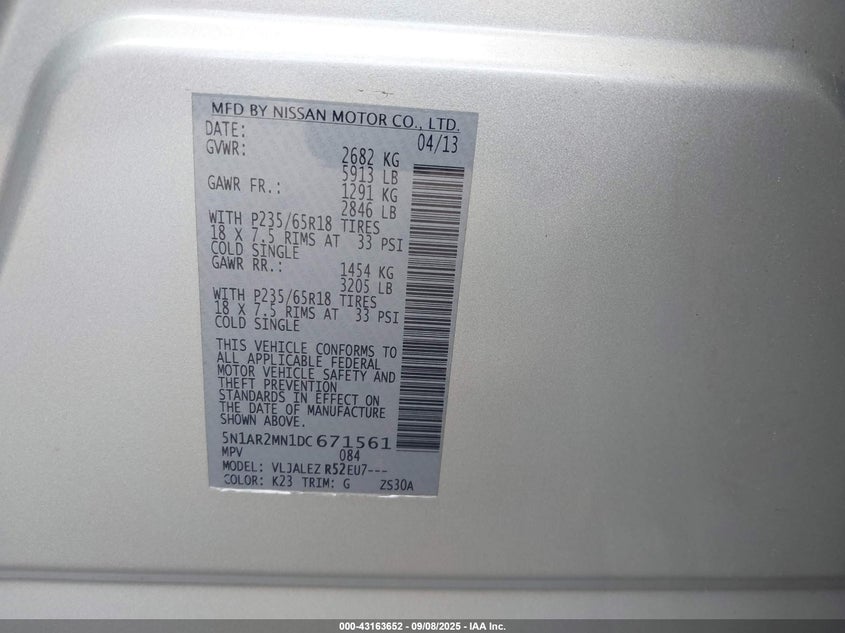 MFD BY NISSAN MOTOR CO., LTD.
DATE: 04/13
GVWR: 2682 KG
5913 LB
GAWR FR.: 1291 KG
2846 LB
WITH P235/65R18 TIRES
18 X 7.5 RIMS AT 33 PSI
COLD SINGLE
GAWR RR.: 1454 KG
3205 LB
WITH P235/65R18 TIRES
18 X 7.5 RIMS AT 33 PSI
COLD SINGLE
THIS VEHICLE CONFORMS TO
ALL APPLICABLE FEDERAL
MOTOR VEHICLE SAFETY AND
THEFT PREVENTION
STANDARDS IN EFFECT ON
THE DATE OF MANUFACTURE
SHOWN ABOVE.
5N1AR2MN1DC671561
MPV 084
MODEL: VLJALEZ R52EU7---
COLOR: K23 TRIM: G ZS30A
000-43163652 - 09/08/2025 - IAA Inc.